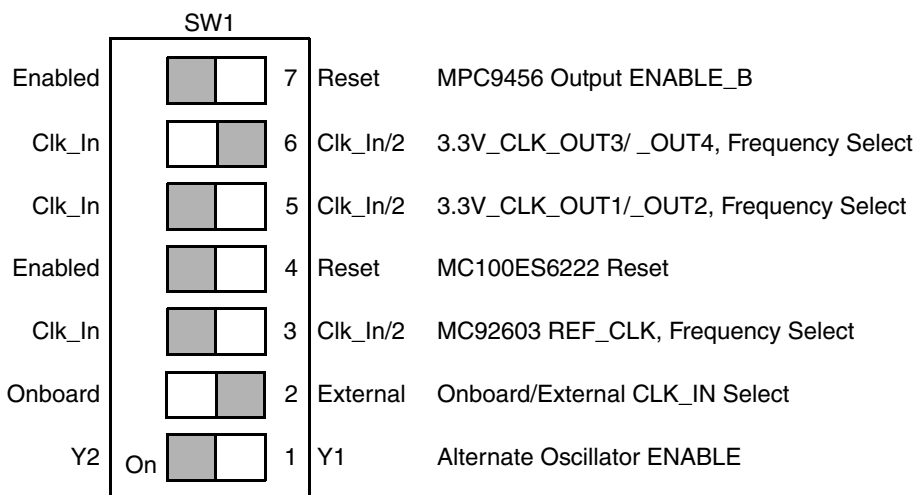 SW1
Enabled 7 Reset MPC9456 Output ENABLE_B
Clk_In 6 Clk_In/2 3.3V_CLK_OUT3/ _OUT4, Frequency Select
Clk_In 5 Clk_In/2 3.3V_CLK_OUT1/_OUT2, Frequency Select
Enabled 4 Reset MC100ES6222 Reset
Clk_In 3 Clk_In/2 MC92603 REF_CLK, Frequency Select
Onboard 2 External Onboard/External CLK_IN Select
Y2 On 1 Y1 Alternate Oscillator ENABLE